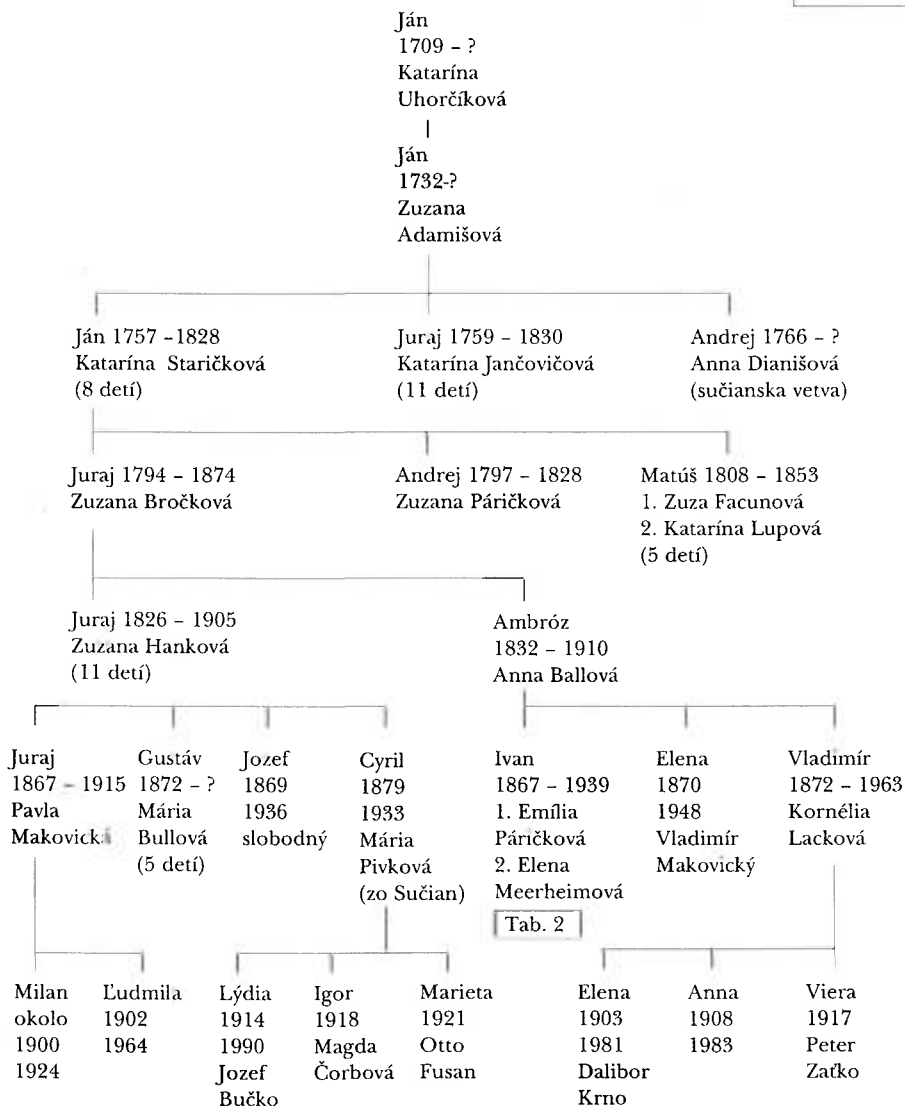 Ján
1709 – ?
Katarína
Uhorčíková
Ján
1732-?
Zuzana
Adamišová
Ján 1757 –1828
Katarína Staričková
(8 detí)
Juraj 1759 – 1830
Katarína Jančovičová
(11 detí)
Andrej 1766 – ?
Anna Dianišová
(sučianska vetva)
Juraj 1794 – 1874
Zuzana Bročková
Andrej 1797 – 1828
Zuzana Páričková
Matúš 1808 – 1853
1. Zuza Facunová
2. Katarína Lupová
(5 detí)
Juraj 1826 – 1905
Zuzana Hanková
(11 detí)
Ambróz
1832 – 1910
Anna Ballová
Juraj
1867 – 1915
Pavla
Makovická
Gustáv
1872 – ?
Mária
Bullová
(5 detí)
Jozef
1869
1936
slobodný
Cyril
1879
1933
Mária
Pivková
(zo Sučian)
Ivan
1867 – 1939
1. Emília
Páričková
2. Elena
Meerheimová
Tab. 2
Elena
1870
1948
Vladimír
Makovický
Vladimír
1872 – 1963
Kornélia
Lacková
Milan
okolo
1900
1924
Ľudmila
1902
1964
Lýdia
1914
1990
Jozef
Bučko
Igor
1918
Magda
Čorbová
Marieta
1921
Otto
Fusan
Elena
1903
1981
Dalibor
Krno
Anna
1908
1983
Viera
1917
Peter
Zaťko